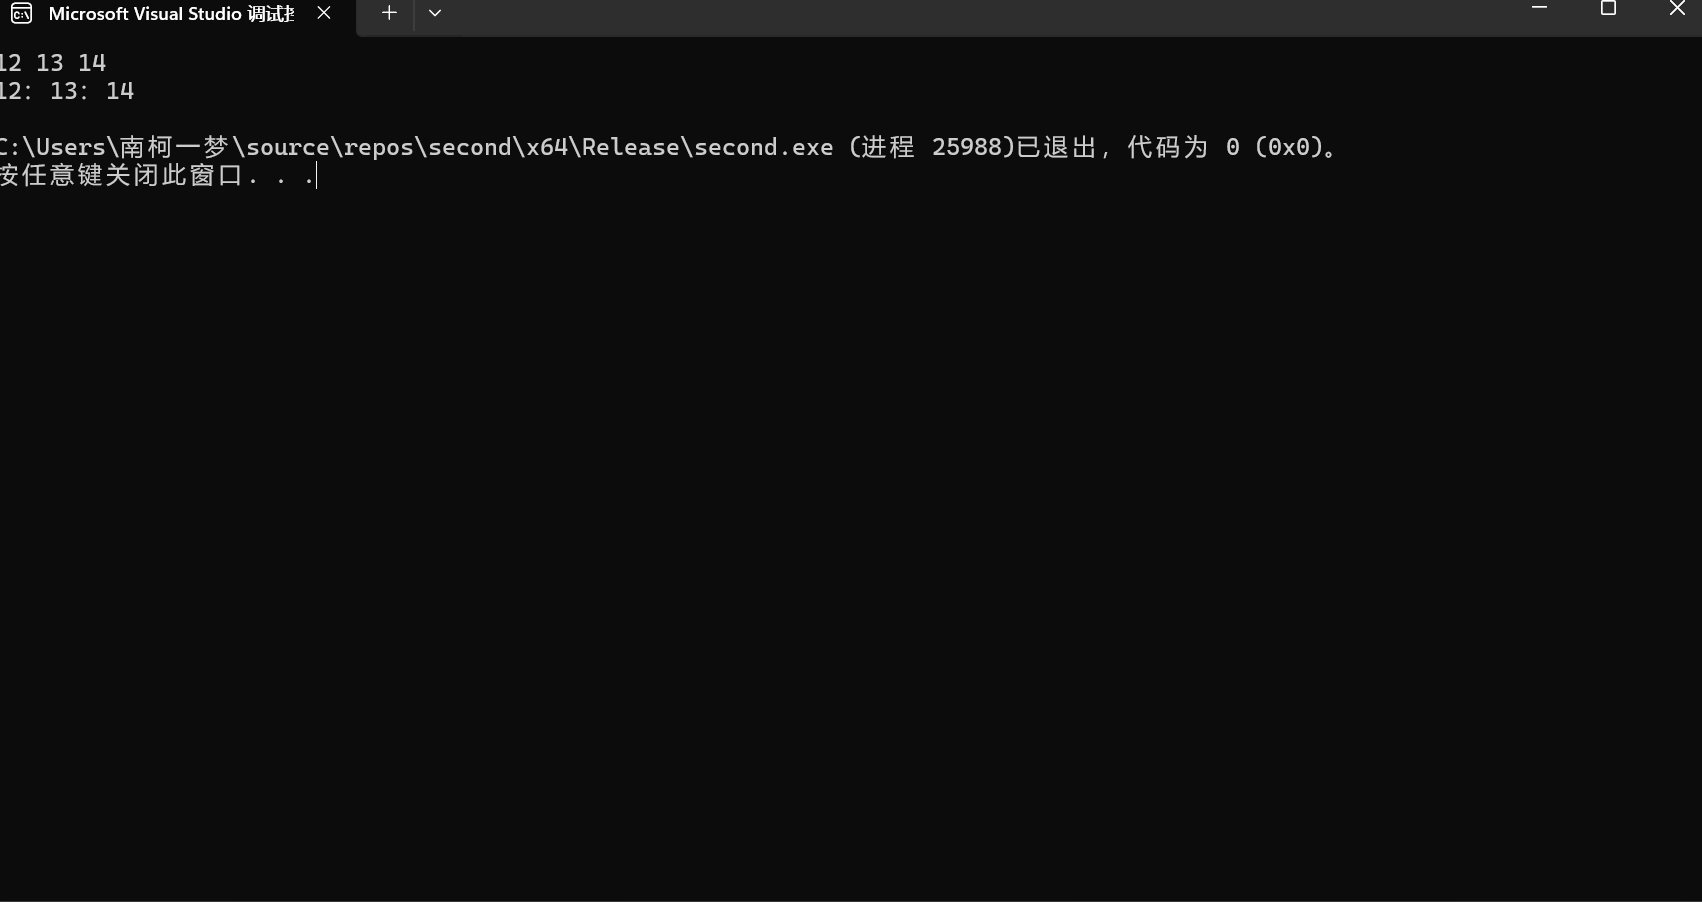 Microsoft Visual Studio 调试
12 13 14
12：13：14
C:\Users\南柯一梦\source\repos\second\x64\Release\second.exe (进程 25988)已退出，代码为 0 (0x0)。
按任意键关闭此窗口. . .